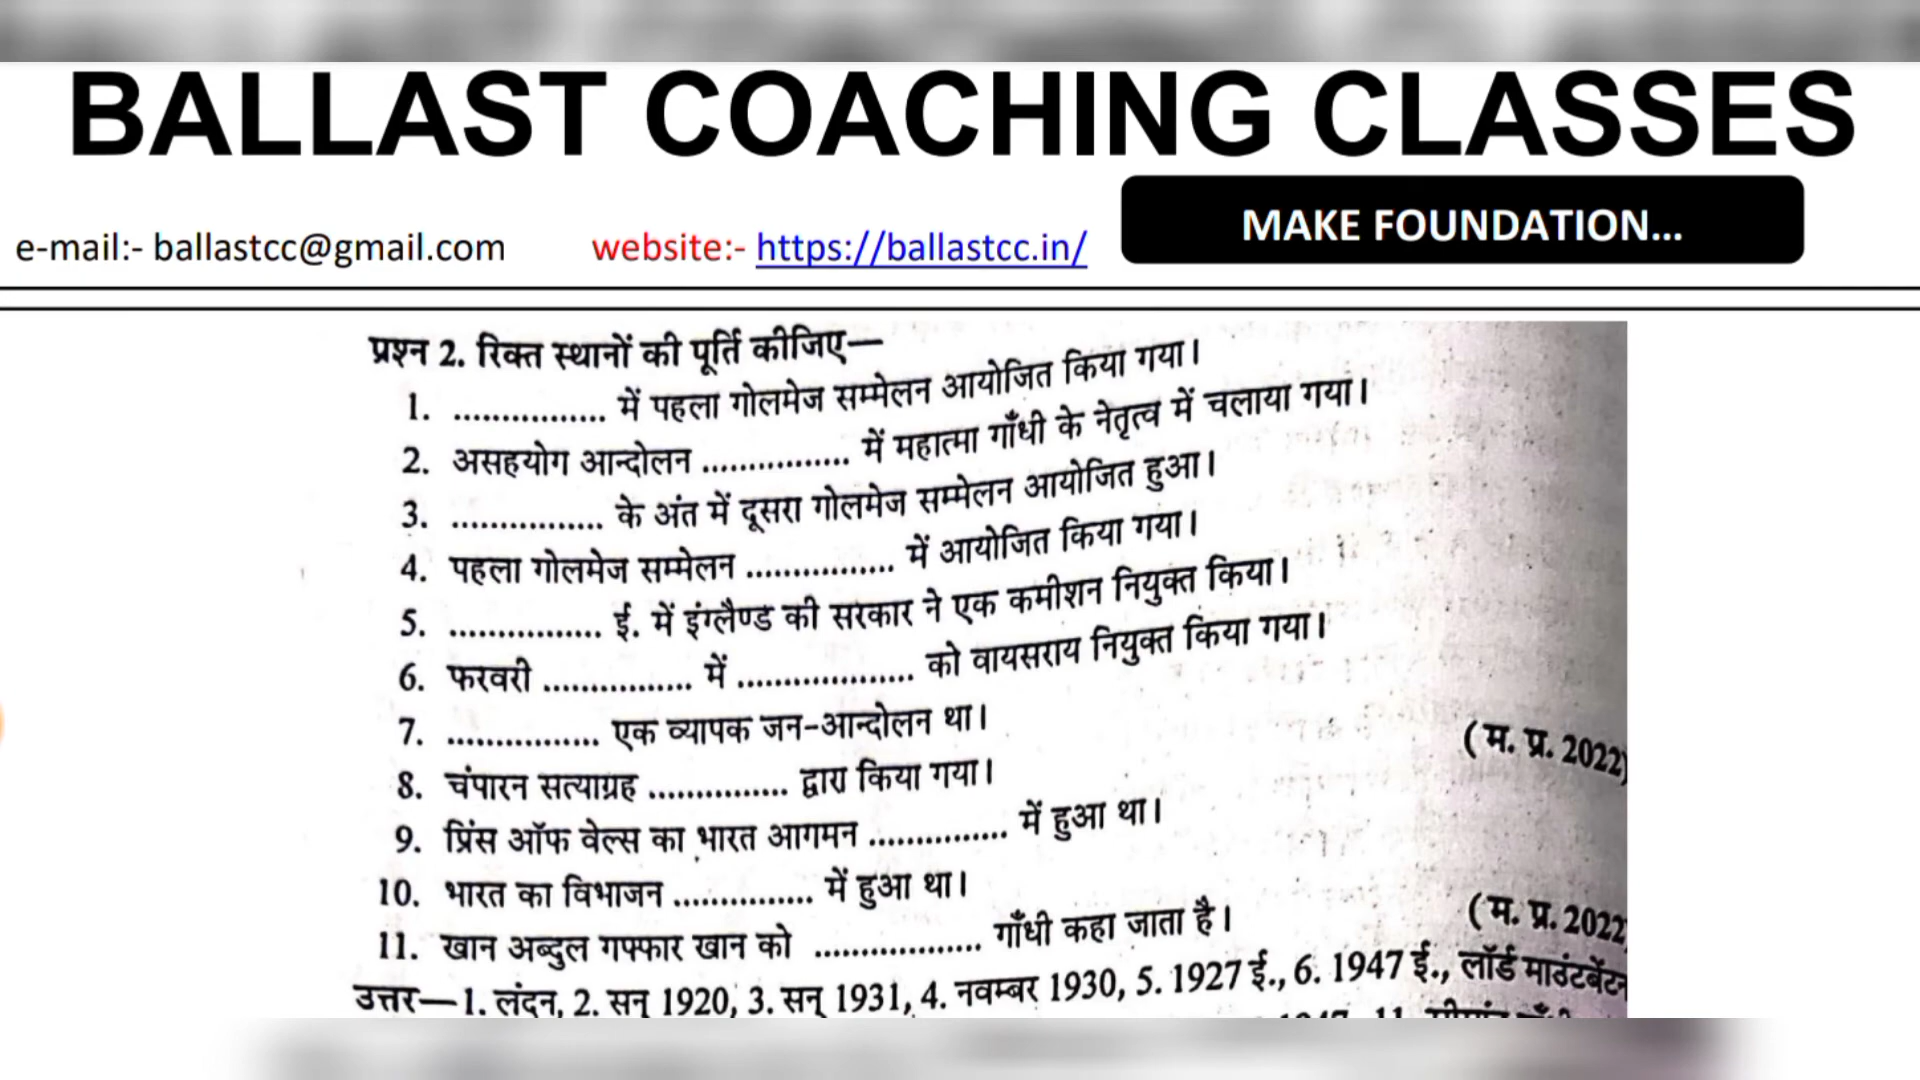 BALLAST COACHING CLASSES
e-mail:- ballastcc@gmail.com website:- https://ballastcc.in/ MAKE FOUNDATION...
प्रश्न 2. रिक्त स्थानों की पूर्ति कीजिए—
1. ................ में पहला गोलमेज सम्मेलन आयोजित किया गया।
2. असहयोग आन्दोलन ................ में महात्मा गाँधी के नेतृत्व में चलाया गया।
3. ................ के अंत में दूसरा गोलमेज सम्मेलन आयोजित हुआ।
4. पहला गोलमेज सम्मेलन ................ में आयोजित किया गया।
5. ................ ई. में इंग्लैण्ड की सरकार ने एक कमीशन नियुक्त किया।
6. फरवरी ................ में ................... को वायसराय नियुक्त किया गया।
7. ................ एक व्यापक जन-आन्दोलन था।
(म. प्र. 2022)
8. चंपारन सत्याग्रह ............... द्वारा किया गया।
9. प्रिंस ऑफ वेल्स का भारत आगमन ............... में हुआ था।
10. भारत का विभाजन ............... में हुआ था।
11. खान अब्दुल गफ्फार खान को .................. गाँधी कहा जाता है।
(म. प्र. 2022
उत्तर—1. लंदन, 2. सन् 1920, 3. सन् 1931, 4. नवम्बर 1930, 5. 1927 ई., 6. 1947 ई., लॉर्ड माउंटबेटन